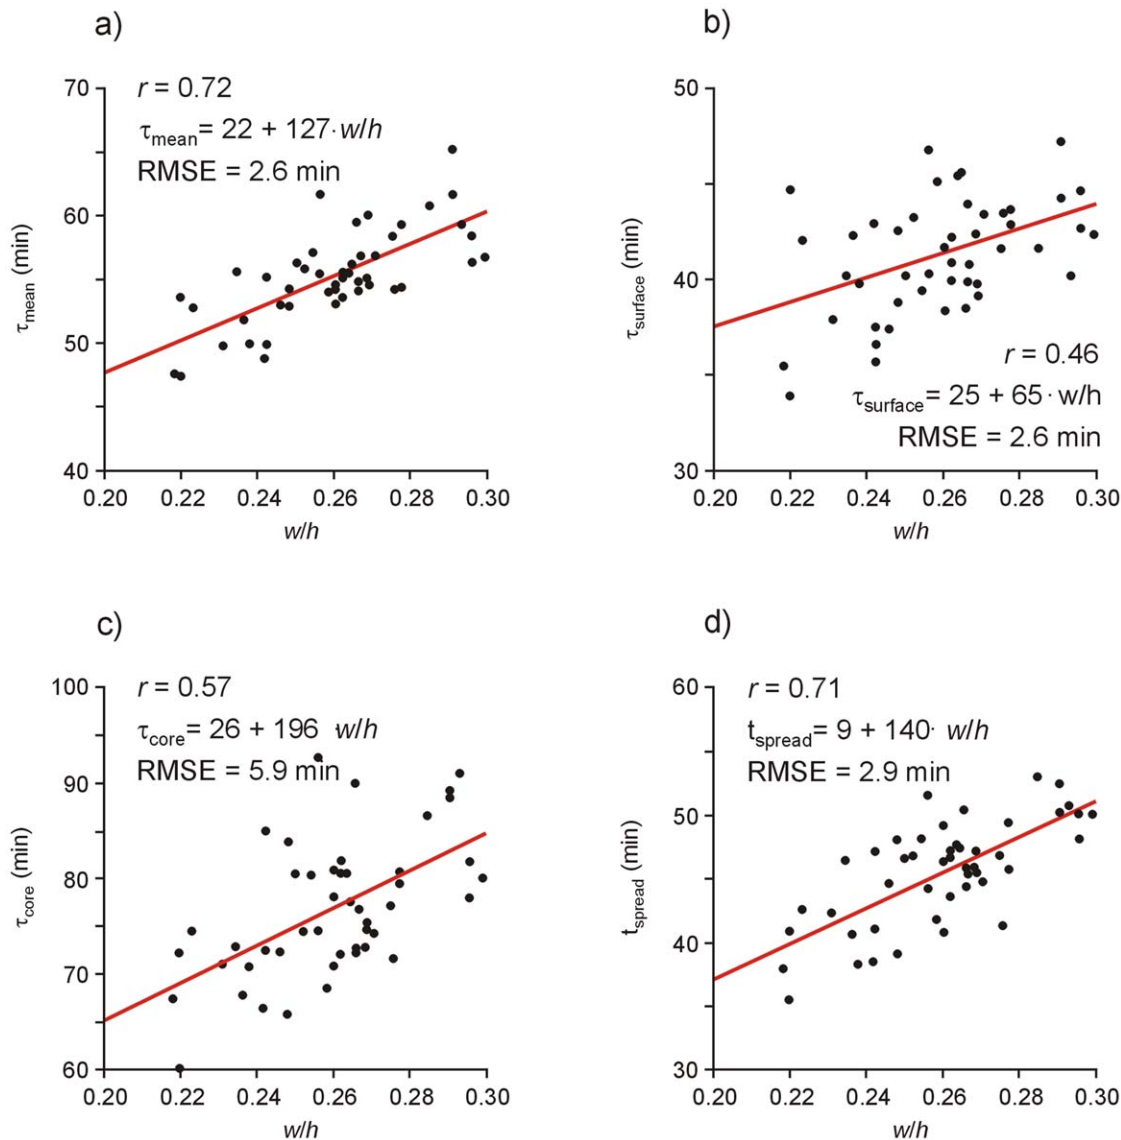 a)
70
60
50
40
τmean (min)
r = 0.72
τmean= 22 + 127·w/h
RMSE = 2.6 min
0.20 0.22 0.24 0.26 0.28 0.30
w/h
b)
50
40
30
τsurface (min)
r = 0.46
τsurface= 25 + 65· w/h
RMSE = 2.6 min
0.20 0.22 0.24 0.26 0.28 0.30
w/h
c)
100
90
80
70
60
τcore (min)
r = 0.57
τcore= 26 + 196 ·w/h
RMSE = 5.9 min
0.20 0.22 0.24 0.26 0.28 0.30
w/h
d)
60
50
40
30
tspread (min)
r = 0.71
tspread= 9 + 140· w/h
RMSE = 2.9 min
0.20 0.22 0.24 0.26 0.28 0.30
w/h